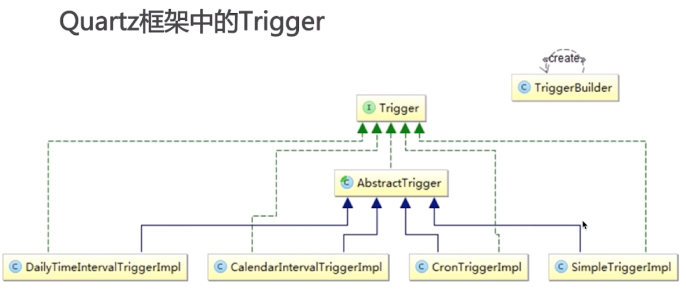 Quartz框架中的Trigger
«create»
C TriggerBuilder
I Trigger
C AbstractTrigger
C DailyTimeIntervalTriggerImpl
C CalendarIntervalTriggerImpl
C CronTriggerImpl
C SimpleTriggerImpl